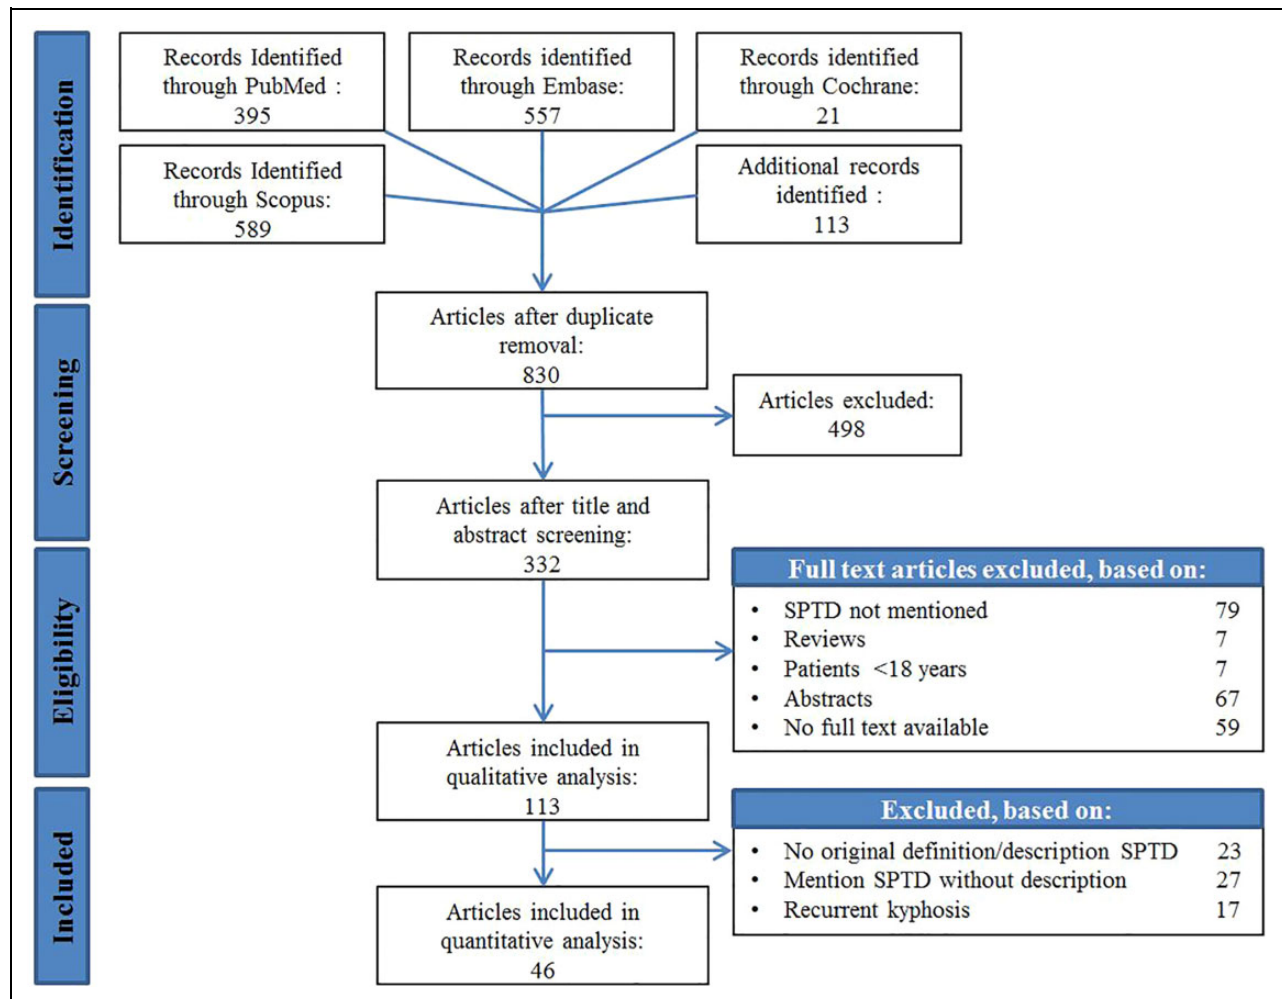 Identification
Records Identified
through PubMed :
395
Records identified
through Embase:
557
Records identified
through Cochrane:
21
Records Identified
through Scopus:
589
Additional records
identified :
113
Screening
Articles after duplicate
removal:
830
Articles excluded:
498
Articles after title and
abstract screening:
332
Eligibility
Full text articles excluded, based on:
• SPTD not mentioned 79
• Reviews 7
• Patients <18 years 7
• Abstracts 67
• No full text available 59
Articles included in
qualitative analysis:
113
Included
Excluded, based on:
• No original definition/description SPTD 23
• Mention SPTD without description 27
• Recurrent kyphosis 17
Articles included in
quantitative analysis:
46